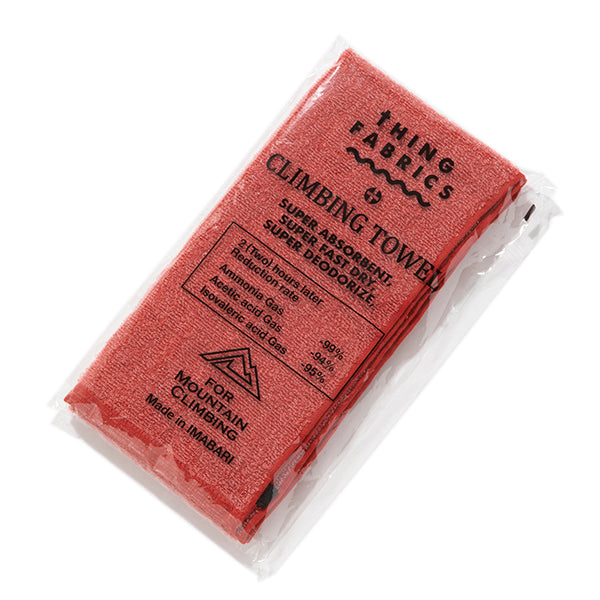 tHING
FABRICS
CLIMBING TOWEL
SUPER ABSORBENT.
SUPER FAST DRY.
SUPER DEODORIZE.
2 (Two) hours later
Reduction rate
Ammonia Gas -99%
Acetic acid Gas -94%
Isovaleric acid Gas -95%
FOR
MOUNTAIN
CLIMBING
Made in IMABARI